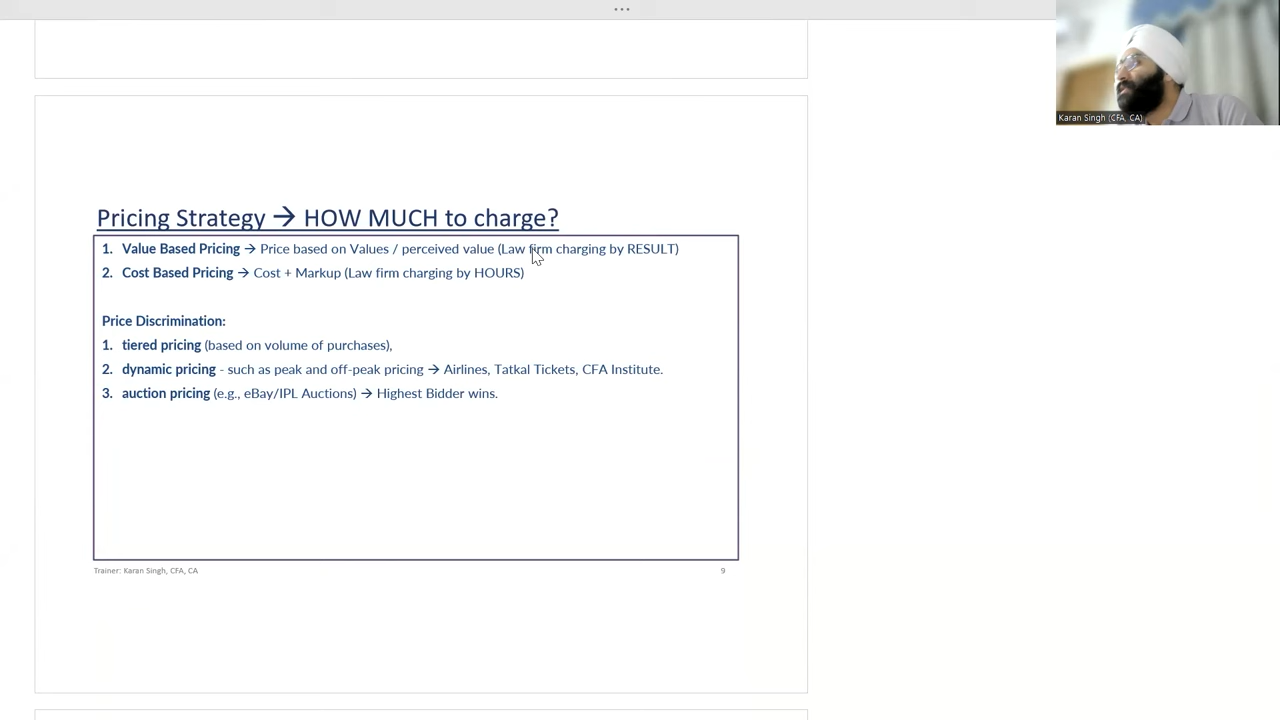 Karan Singh (CFA, CA)
Pricing Strategy → HOW MUCH to charge?
1. Value Based Pricing → Price based on Values / perceived value (Law firm charging by RESULT)
2. Cost Based Pricing → Cost + Markup (Law firm charging by HOURS)
Price Discrimination:
1. tiered pricing (based on volume of purchases),
2. dynamic pricing - such as peak and off-peak pricing → Airlines, Tatkal Tickets, CFA Institute.
3. auction pricing (e.g., eBay/IPL Auctions) → Highest Bidder wins.
Trainer: Karan Singh, CFA, CA
9